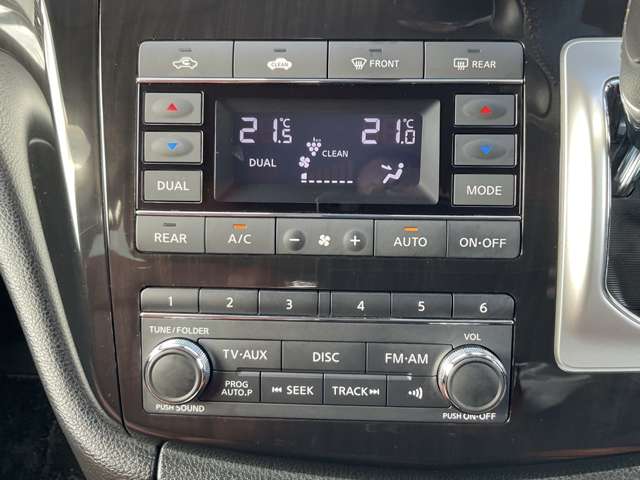 CLEAN FRONT REAR
21.5°C 21.0°C
DUAL CLEAN
DUAL MODE
REAR A/C - + AUTO ON·OFF
1 2 3 4 5 6
TUNE/FOLDER VOL
TV·AUX DISC FM·AM
PROG AUTO.P SEEK TRACK
PUSH SOUND PUSH ON·OFF